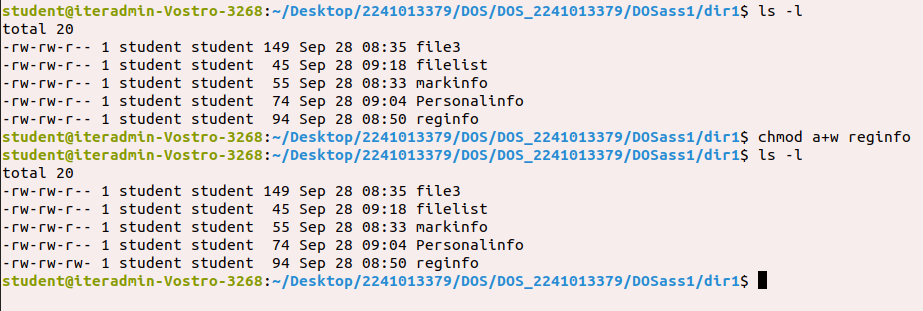 student@iteradmin-Vostro-3268:~/Desktop/2241013379/DOS/DOS_2241013379/DOSass1/dir1$ ls -l
total 20
-rw-rw-r-- 1 student student 149 Sep 28 08:35 file3
-rw-rw-r-- 1 student student  45 Sep 28 09:18 filelist
-rw-rw-r-- 1 student student  55 Sep 28 08:33 markinfo
-rw-rw-r-- 1 student student  74 Sep 28 09:04 Personalinfo
-rw-rw-r-- 1 student student  94 Sep 28 08:50 reginfo
student@iteradmin-Vostro-3268:~/Desktop/2241013379/DOS/DOS_2241013379/DOSass1/dir1$ chmod a+w reginfo
student@iteradmin-Vostro-3268:~/Desktop/2241013379/DOS/DOS_2241013379/DOSass1/dir1$ ls -l
total 20
-rw-rw-r-- 1 student student 149 Sep 28 08:35 file3
-rw-rw-r-- 1 student student  45 Sep 28 09:18 filelist
-rw-rw-r-- 1 student student  55 Sep 28 08:33 markinfo
-rw-rw-r-- 1 student student  74 Sep 28 09:04 Personalinfo
-rw-rw-rw- 1 student student  94 Sep 28 08:50 reginfo
student@iteradmin-Vostro-3268:~/Desktop/2241013379/DOS/DOS_2241013379/DOSass1/dir1$